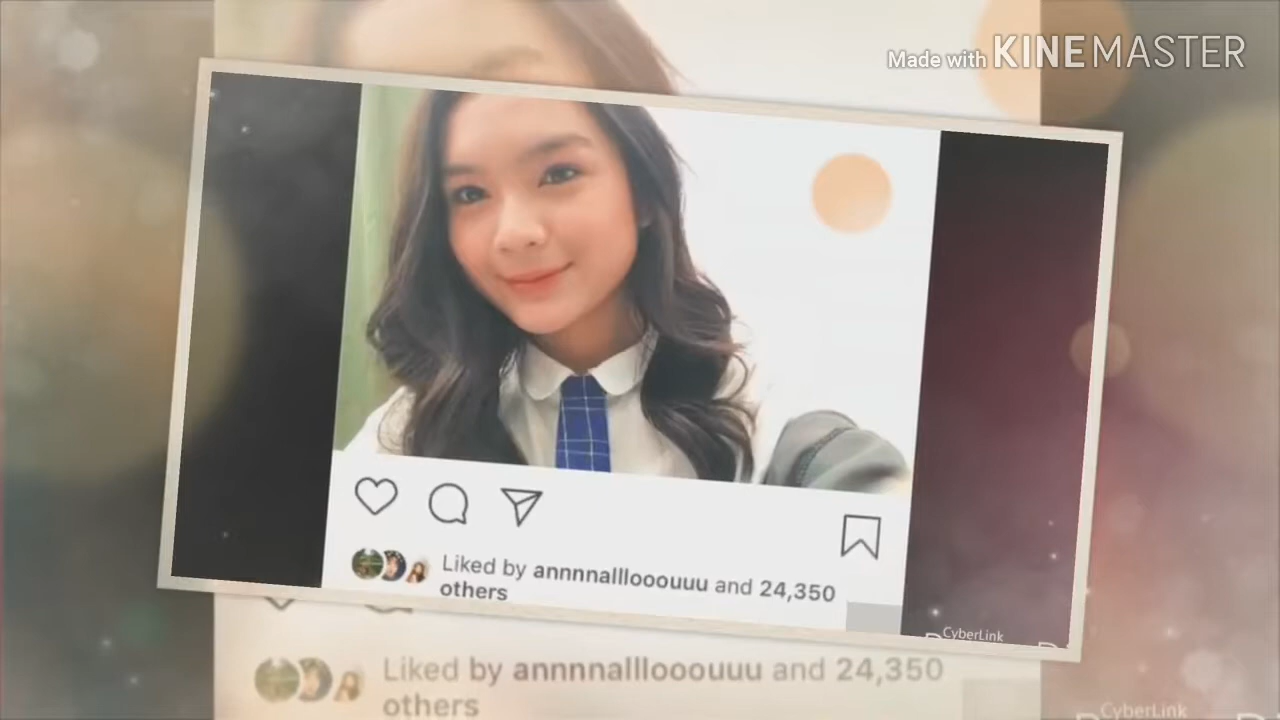 Made with KINEMASTER
Liked by annnnalllooouuu and 24,350
others
CyberLink
Liked by annnnalllooouuu and 24,350
others
CyberLink